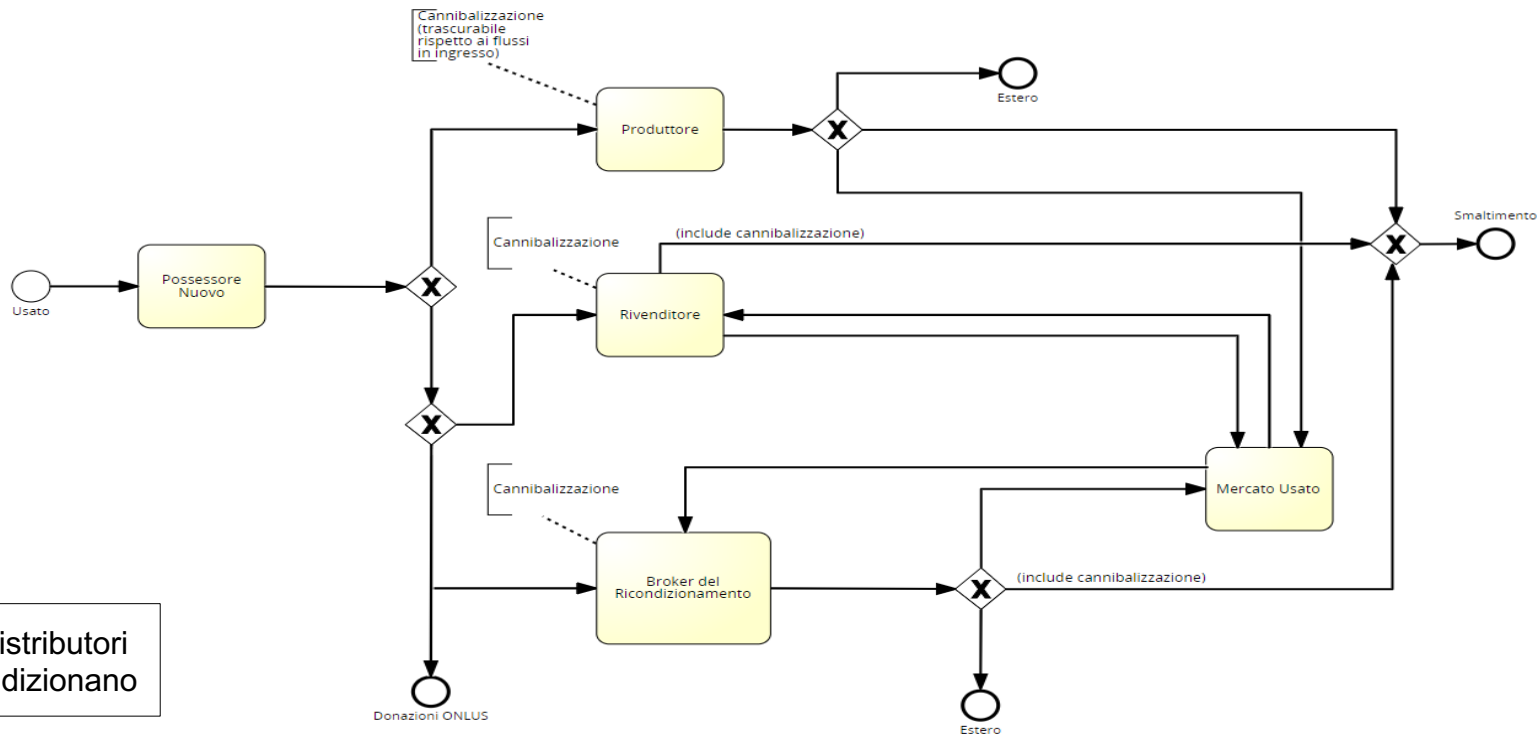 Cannibalizzazione
(trascurabile
rispetto ai flussi
in ingresso)
Produttore
Estero
Smaltimento
Cannibalizzazione
(include cannibalizzazione)
Possessore
Nuovo
Usato
Rivenditore
Cannibalizzazione
Mercato Usato
Broker del
Ricondizionamento
(include cannibalizzazione)
istributori
dizionano
Donazioni ONLUS
Estero